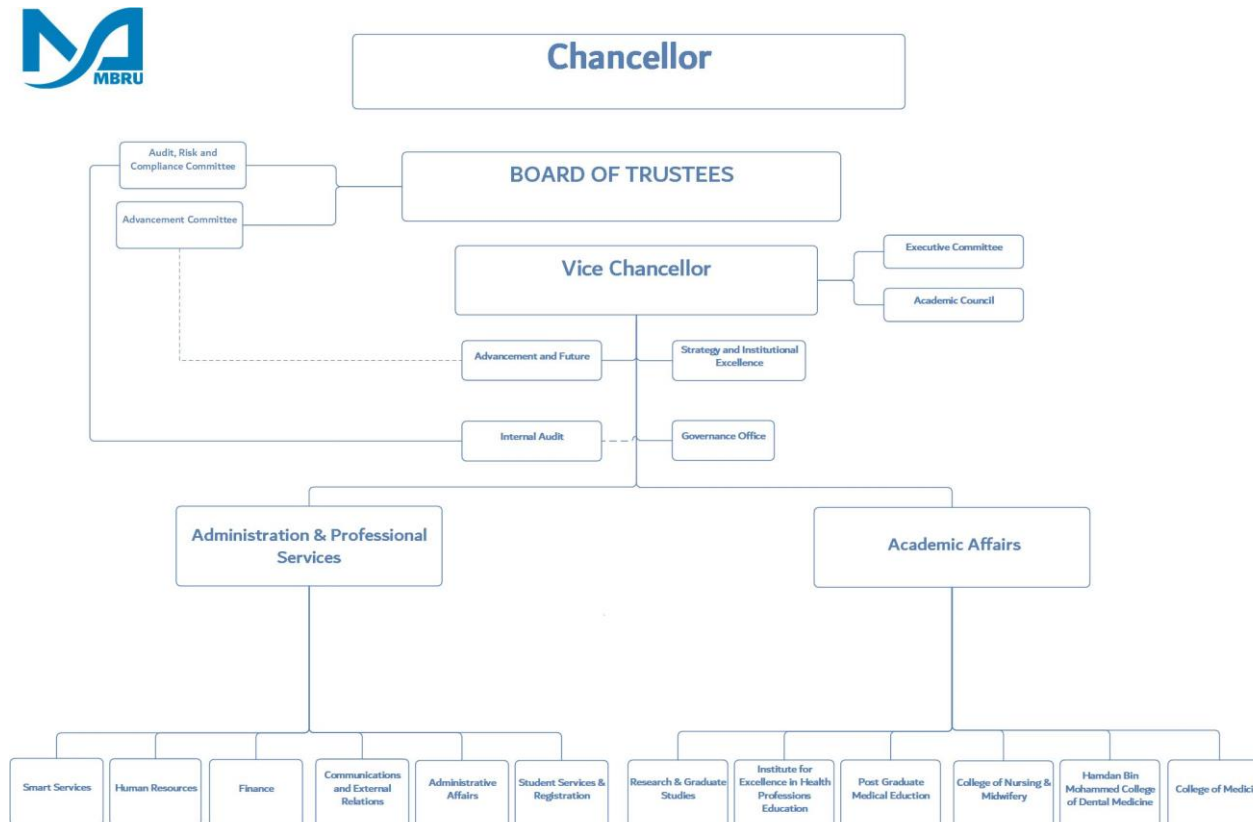 MBRU
Chancellor
Audit, Risk and
Compliance Committee
BOARD OF TRUSTEES
Advancement Committee
Vice Chancellor
Executive Committee
Academic Council
Advancement and Future
Strategy and Institutional
Excellence
Internal Audit
Governance Office
Administration & Professional
Services
Academic Affairs
Smart Services
Human Resources
Finance
Communications
and External
Relations
Administrative
Affairs
Student Services &
Registration
Research & Graduate
Studies
Institute for
Excellence in Health
Professions
Education
Post Graduate
Medical Eduction
College of Nursing &
Midwifery
Hamdan Bin
Mohammed College
of Dental Medicine
College of Medici